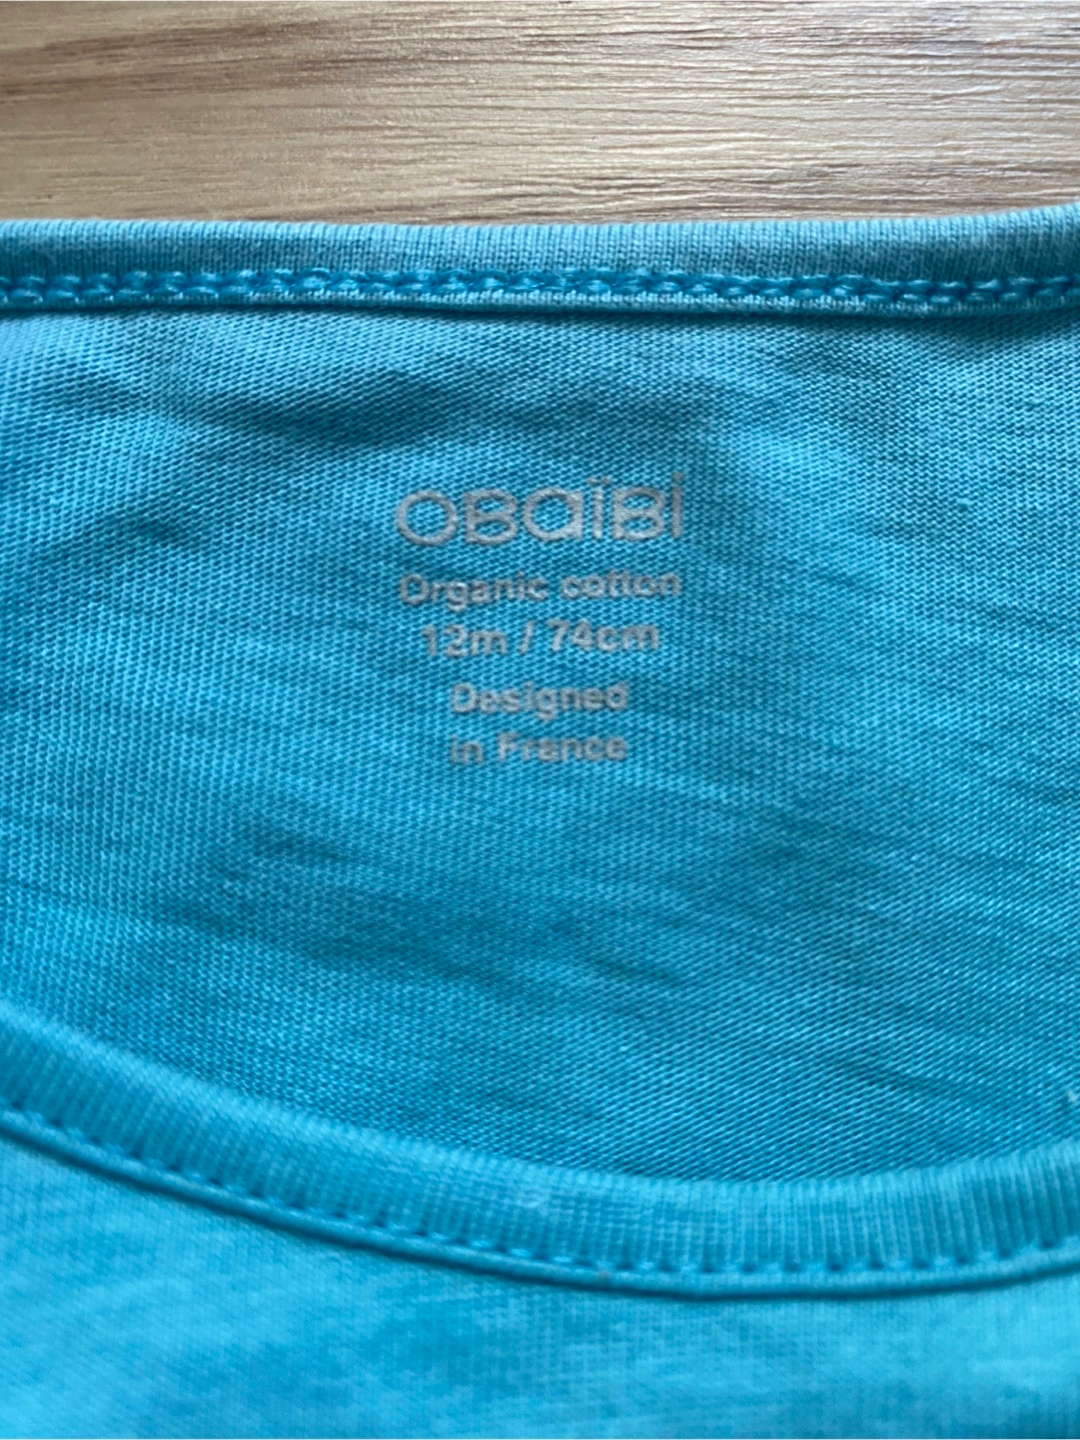 OBaïBi
Organic cotton
12m / 74cm
Designed
in France